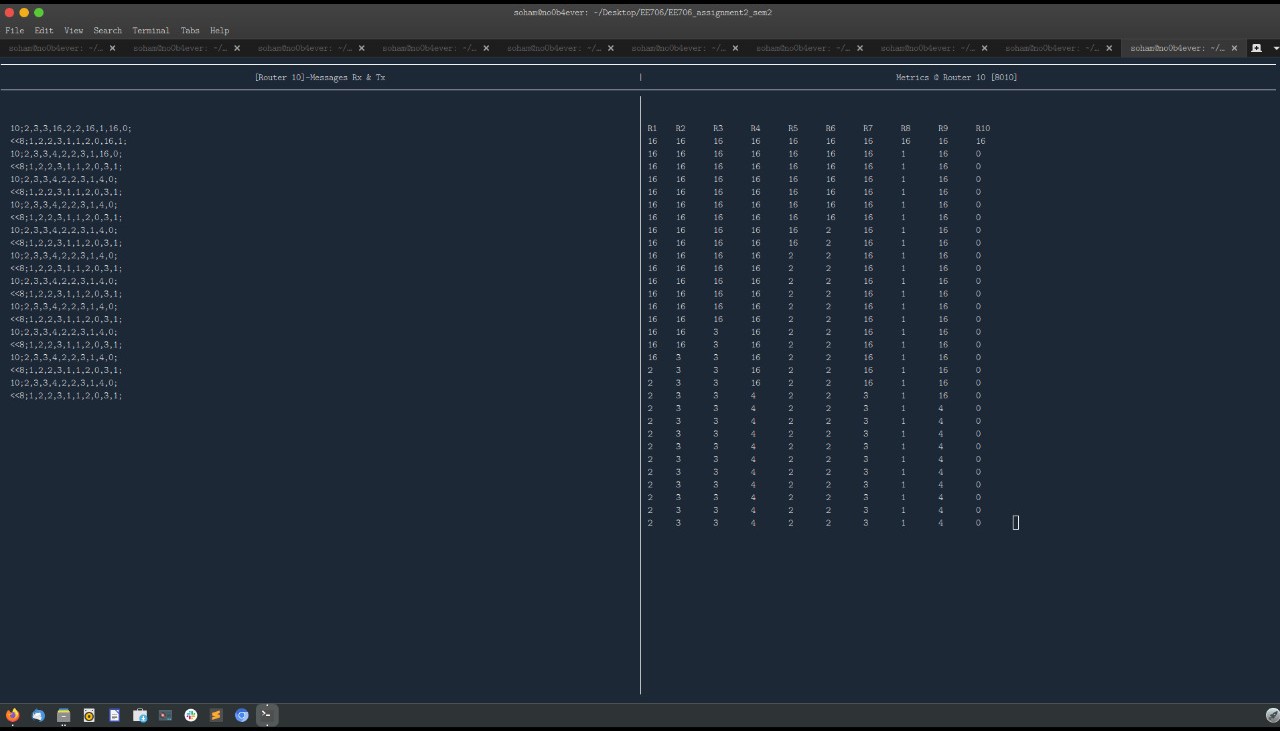 soham@no0b4ever: ~/Desktop/EE706/EE706_assignment2_sem2
File Edit View Search Terminal Tabs Help
soham@no0b4ever: ~/… × soham@no0b4ever: ~/… × soham@no0b4ever: ~/… × soham@no0b4ever: ~/… × soham@no0b4ever: ~/… × soham@no0b4ever: ~/… × soham@no0b4ever: ~/… × soham@no0b4ever: ~/… × soham@no0b4ever: ~/… × soham@no0b4ever: ~/… ×
[Router 10]-Messages Rx & Tx | Metrics @ Router 10 [8010]
10;2,3,3,16,2,2,16,1,16,0;
<<8;1,2,2,3,1,1,2,0,16,1;
10;2,3,3,4,2,2,3,1,16,0;
<<8;1,2,2,3,1,1,2,0,3,1;
10;2,3,3,4,2,2,3,1,4,0;
<<8;1,2,2,3,1,1,2,0,3,1;
10;2,3,3,4,2,2,3,1,4,0;
<<8;1,2,2,3,1,1,2,0,3,1;
10;2,3,3,4,2,2,3,1,4,0;
<<8;1,2,2,3,1,1,2,0,3,1;
10;2,3,3,4,2,2,3,1,4,0;
<<8;1,2,2,3,1,1,2,0,3,1;
10;2,3,3,4,2,2,3,1,4,0;
<<8;1,2,2,3,1,1,2,0,3,1;
10;2,3,3,4,2,2,3,1,4,0;
<<8;1,2,2,3,1,1,2,0,3,1;
10;2,3,3,4,2,2,3,1,4,0;
<<8;1,2,2,3,1,1,2,0,3,1;
10;2,3,3,4,2,2,3,1,4,0;
<<8;1,2,2,3,1,1,2,0,3,1;
10;2,3,3,4,2,2,3,1,4,0;
<<8;1,2,2,3,1,1,2,0,3,1;
R1 R2 R3 R4 R5 R6 R7 R8 R9 R10
16 16 16 16 16 16 16 16 16 16
16 16 16 16 16 16 16 1 16 0
16 16 16 16 16 16 16 1 16 0
16 16 16 16 16 16 16 1 16 0
16 16 16 16 16 16 16 1 16 0
16 16 16 16 16 16 16 1 16 0
16 16 16 16 16 16 16 1 16 0
16 16 16 16 16 2 16 1 16 0
16 16 16 16 16 2 16 1 16 0
16 16 16 16 2 2 16 1 16 0
16 16 16 16 2 2 16 1 16 0
16 16 16 16 2 2 16 1 16 0
16 16 16 16 2 2 16 1 16 0
16 16 16 16 2 2 16 1 16 0
16 16 16 16 2 2 16 1 16 0
16 16 3 16 2 2 16 1 16 0
16 16 3 16 2 2 16 1 16 0
16 3 3 16 2 2 16 1 16 0
2 3 3 16 2 2 16 1 16 0
2 3 3 16 2 2 16 1 16 0
2 3 3 4 2 2 3 1 16 0
2 3 3 4 2 2 3 1 4 0
2 3 3 4 2 2 3 1 4 0
2 3 3 4 2 2 3 1 4 0
2 3 3 4 2 2 3 1 4 0
2 3 3 4 2 2 3 1 4 0
2 3 3 4 2 2 3 1 4 0
2 3 3 4 2 2 3 1 4 0
2 3 3 4 2 2 3 1 4 0
2 3 3 4 2 2 3 1 4 0
2 3 3 4 2 2 3 1 4 0